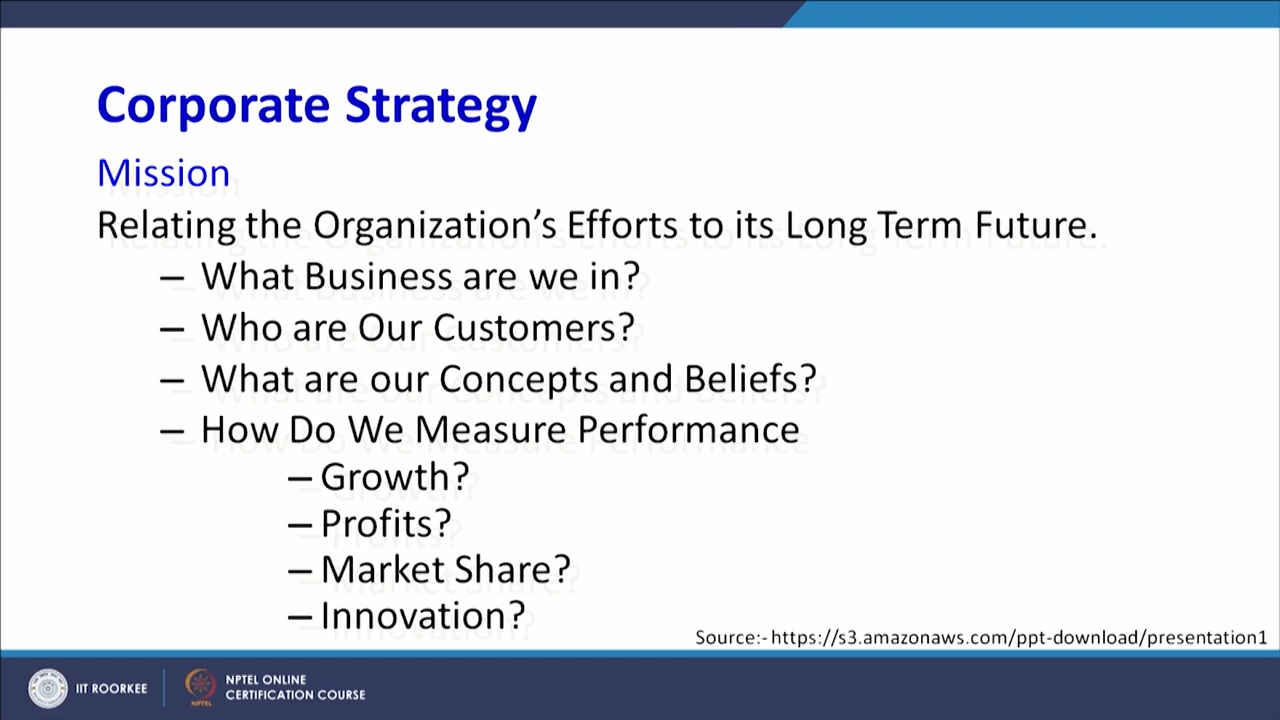 Corporate Strategy
Mission
Relating the Organization’s Efforts to its Long Term Future.
– What Business are we in?
– Who are Our Customers?
– What are our Concepts and Beliefs?
– How Do We Measure Performance
– Growth?
– Profits?
– Market Share?
– Innovation?
Source:- https://s3.amazonaws.com/ppt-download/presentation1
IIT ROORKEE
NPTEL
NPTEL ONLINE
CERTIFICATION COURSE